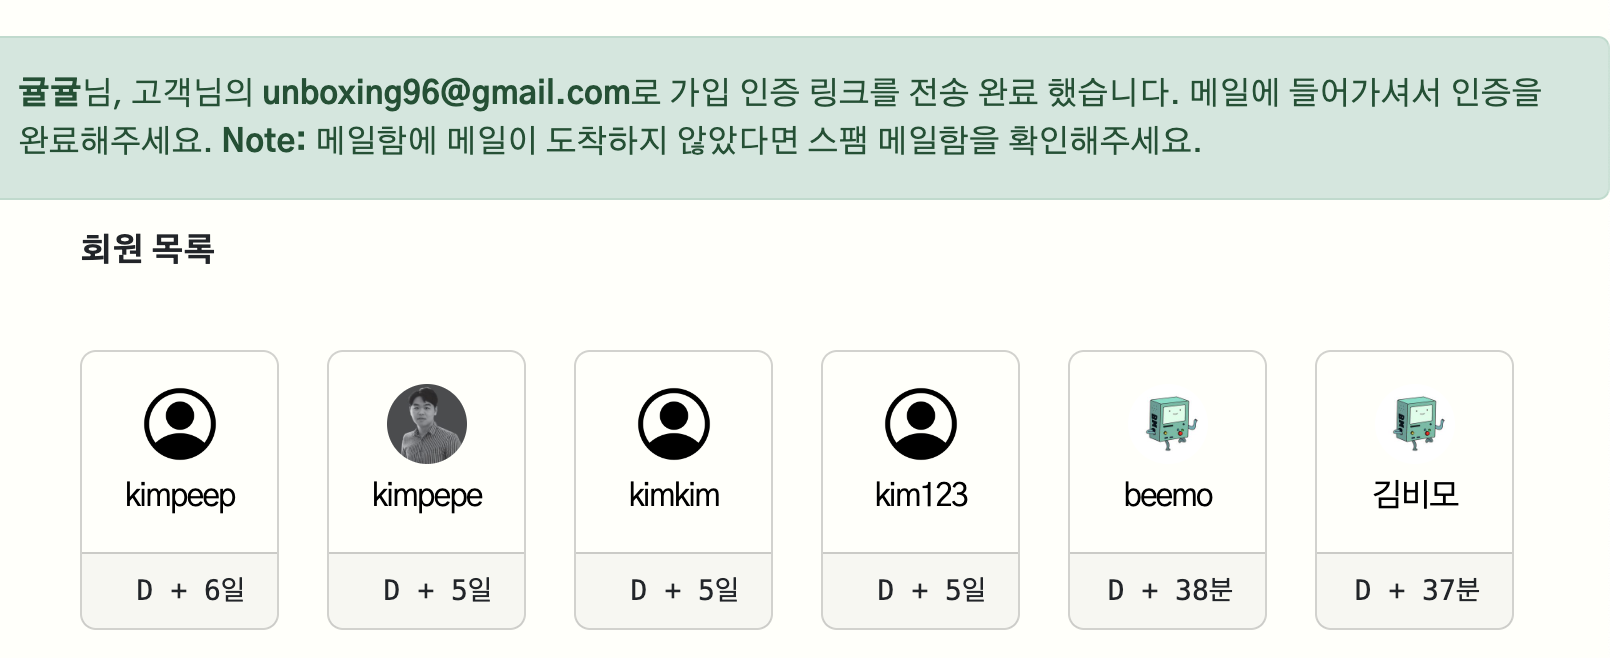 귤귤님, 고객님의 unboxing96@gmail.com로 가입 인증 링크를 전송 완료 했습니다. 메일에 들어가셔서 인증을
완료해주세요. Note: 메일함에 메일이 도착하지 않았다면 스팸 메일함을 확인해주세요.
회원 목록
kimpeep
kimpepe
kimkim
kim123
beemo
김비모
D + 6일
D + 5일
D + 5일
D + 5일
D + 38분
D + 37분